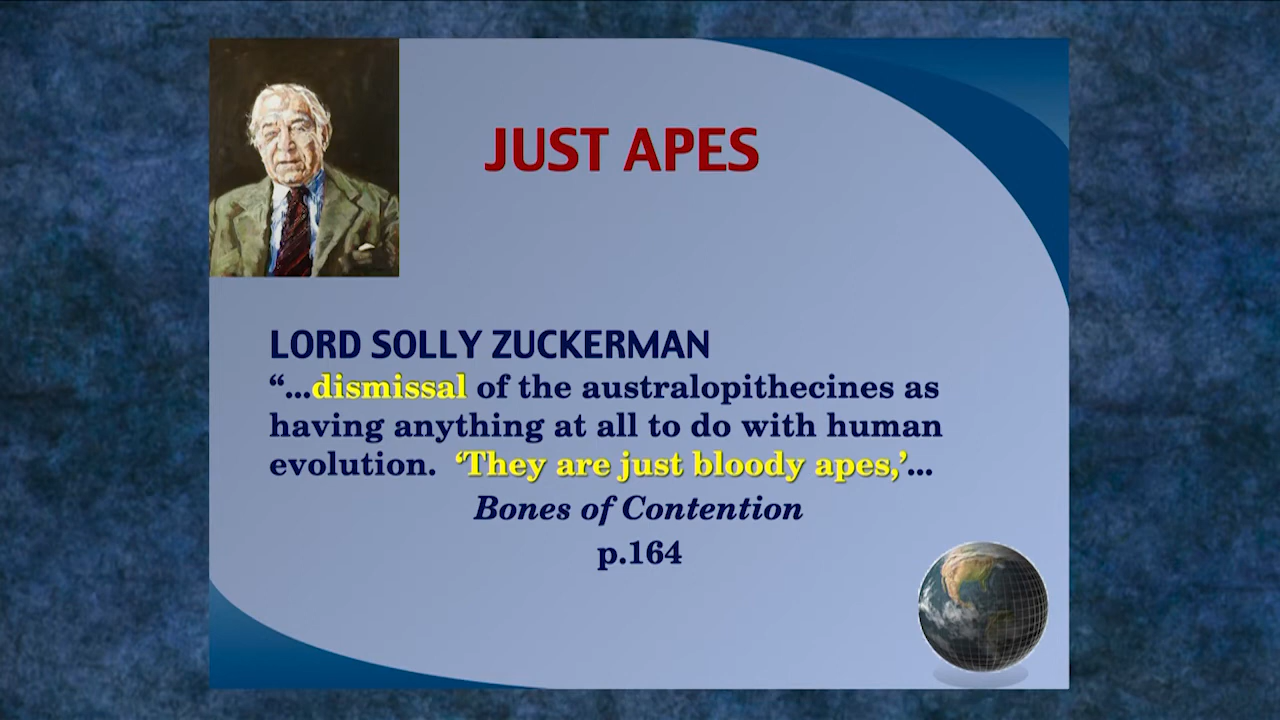 JUST APES
LORD SOLLY ZUCKERMAN
“...dismissal of the australopithecines as
having anything at all to do with human
evolution. ‘They are just bloody apes,’...
Bones of Contention
p.164